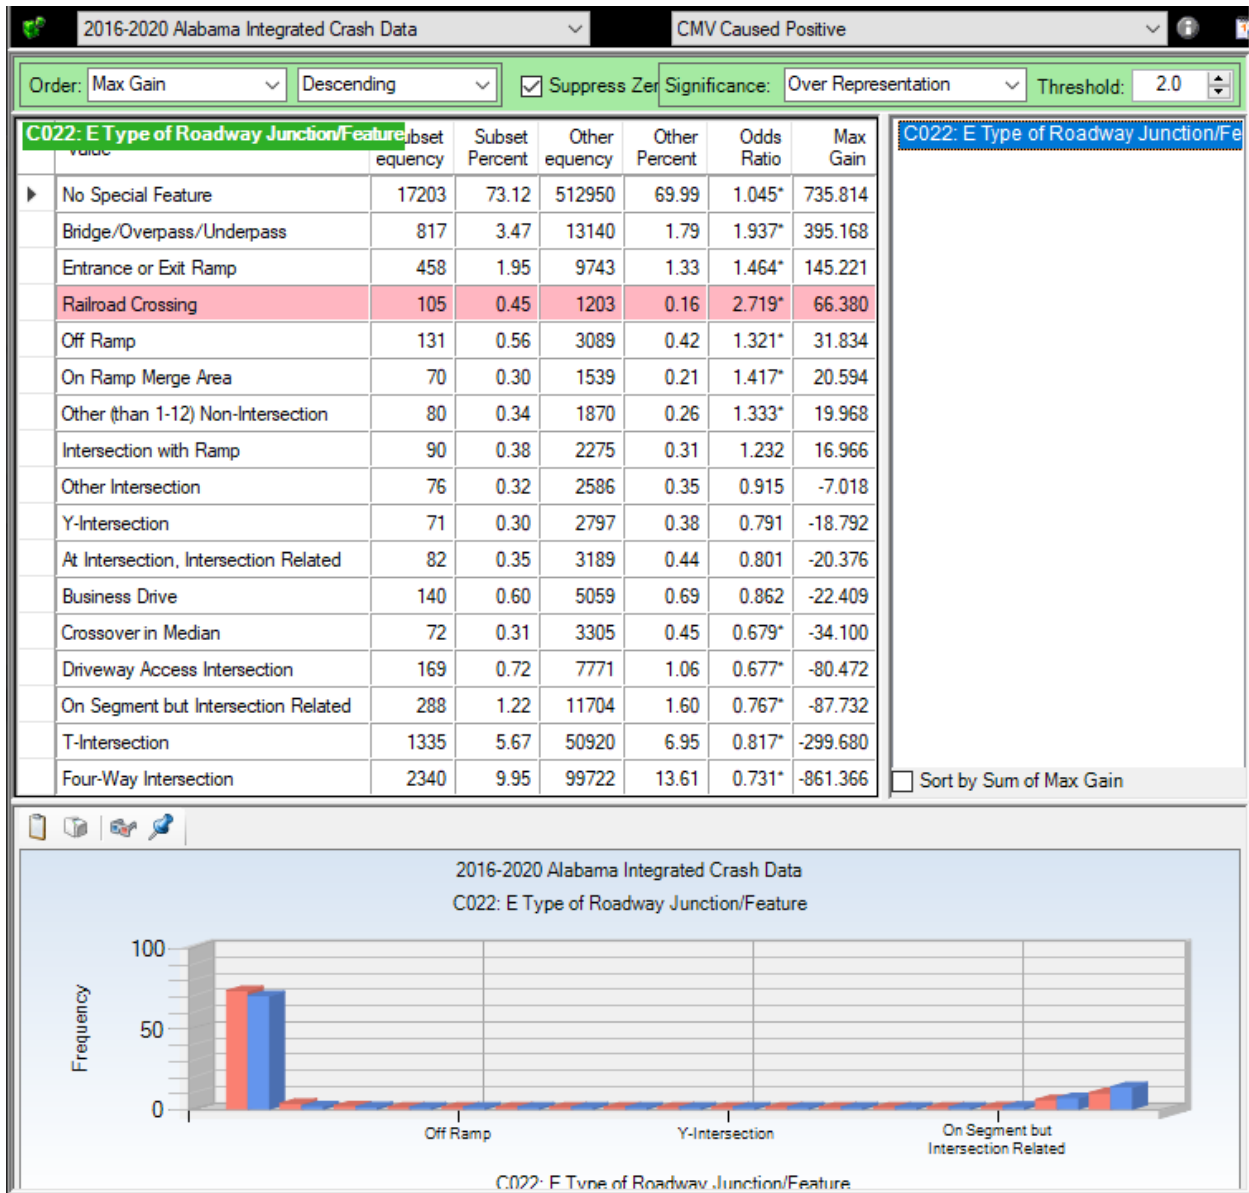 2016-2020 Alabama Integrated Crash Data CMV Caused Positive
Order: Max Gain Descending Suppress Zer Significance: Over Representation Threshold: 2.0
C022: E Type of Roadway Junction/Feature ubset Subset Other Other Odds Max
equency Percent equency Percent Ratio Gain
No Special Feature 17203 73.12 512950 69.99 1.045* 735.814
Bridge/Overpass/Underpass 817 3.47 13140 1.79 1.937* 395.168
Entrance or Exit Ramp 458 1.95 9743 1.33 1.464* 145.221
Railroad Crossing 105 0.45 1203 0.16 2.719* 66.380
Off Ramp 131 0.56 3089 0.42 1.321* 31.834
On Ramp Merge Area 70 0.30 1539 0.21 1.417* 20.594
Other (than 1-12) Non-Intersection 80 0.34 1870 0.26 1.333* 19.968
Intersection with Ramp 90 0.38 2275 0.31 1.232 16.966
Other Intersection 76 0.32 2586 0.35 0.915 -7.018
Y-Intersection 71 0.30 2797 0.38 0.791 -18.792
At Intersection, Intersection Related 82 0.35 3189 0.44 0.801 -20.376
Business Drive 140 0.60 5059 0.69 0.862 -22.409
Crossover in Median 72 0.31 3305 0.45 0.679* -34.100
Driveway Access Intersection 169 0.72 7771 1.06 0.677* -80.472
On Segment but Intersection Related 288 1.22 11704 1.60 0.767* -87.732
T-Intersection 1335 5.67 50920 6.95 0.817* -299.680
Four-Way Intersection 2340 9.95 99722 13.61 0.731* -861.366
C022: E Type of Roadway Junction/Fe
Sort by Sum of Max Gain
2016-2020 Alabama Integrated Crash Data
C022: E Type of Roadway Junction/Feature
Frequency
100
50
0
Off Ramp
Y-Intersection
On Segment but
Intersection Related
C022: E Type of Roadway Junction/Feature